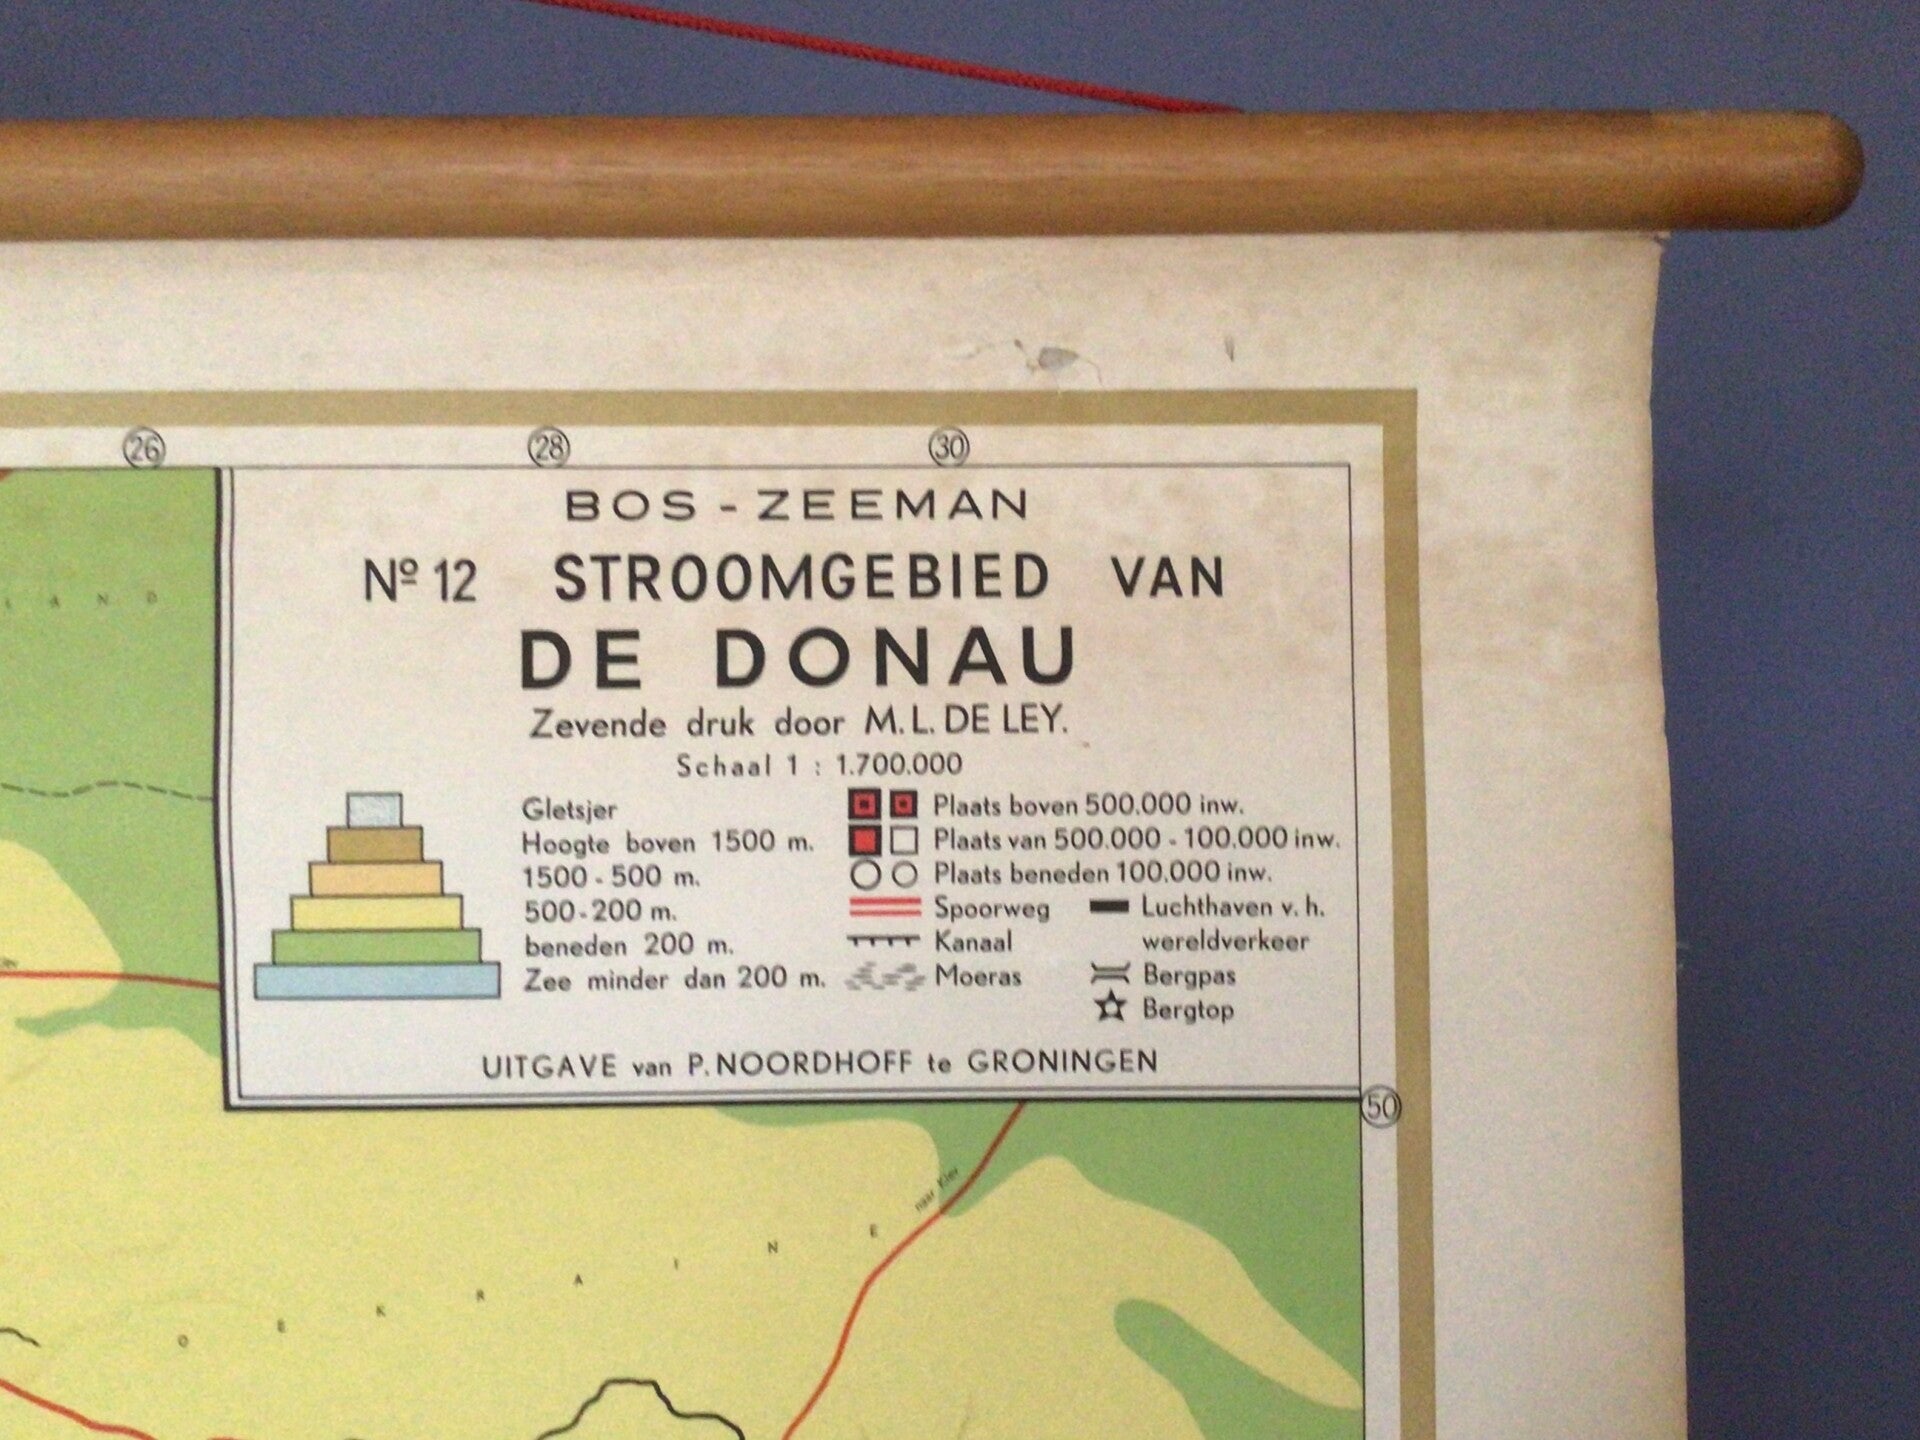 26 28 30
BOS - ZEEMAN
Nº 12 STROOMGEBIED VAN
DE DONAU
Zevende druk door M. L. DE LEY.
Schaal 1 : 1.700.000
Gletsjer
Hoogte boven 1500 m.
1500 - 500 m.
500 - 200 m.
beneden 200 m.
Zee minder dan 200 m.
Plaats boven 500.000 inw.
Plaats van 500.000 - 100.000 inw.
Plaats beneden 100.000 inw.
Spoorweg
Kanaal
Moeras
Luchthaven v. h.
wereldverkeer
Bergpas
Bergtop
UITGAVE van P. NOORDHOFF te GRONINGEN
50
naar Kiev
OEKRAINE